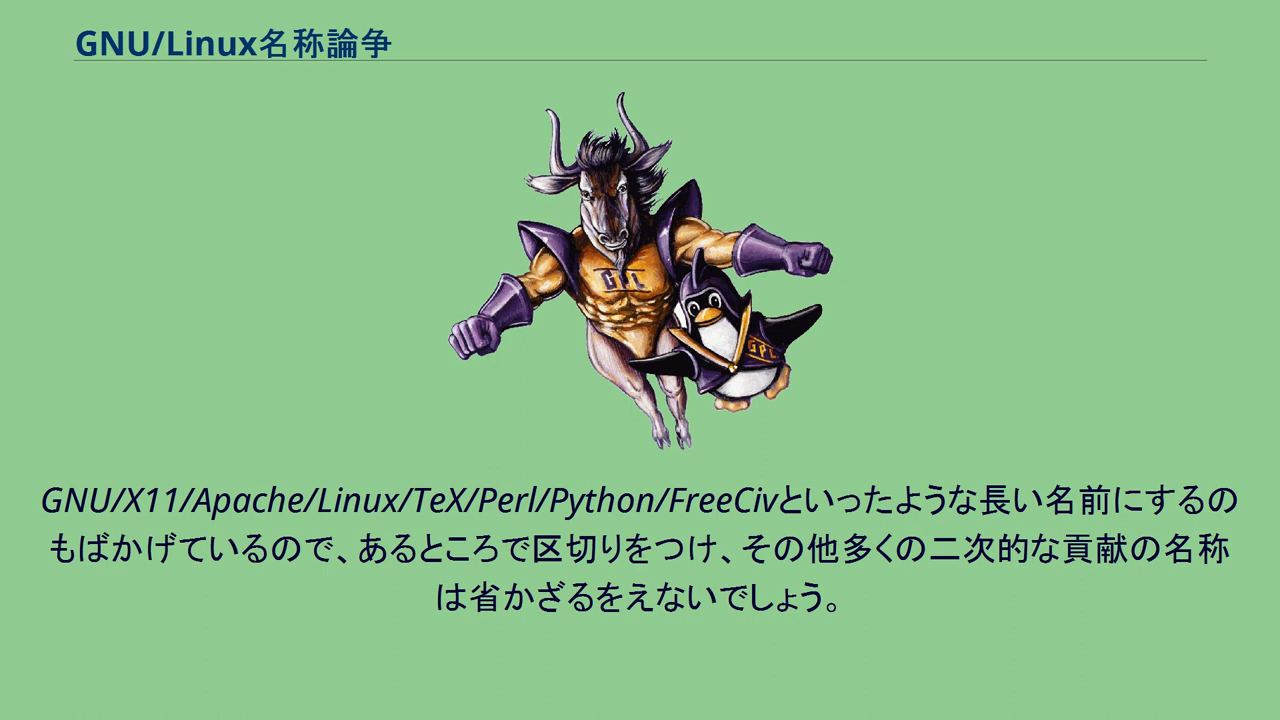 GNU/Linux名称論争
GPL
GPL
GNU/X11/Apache/Linux/TeX/Perl/Python/FreeCivといったような長い名前にするの
もばかげているので、あるところで区切りをつけ、その他多くの二次的な貢献の名称
は省かざるをえないでしょう。